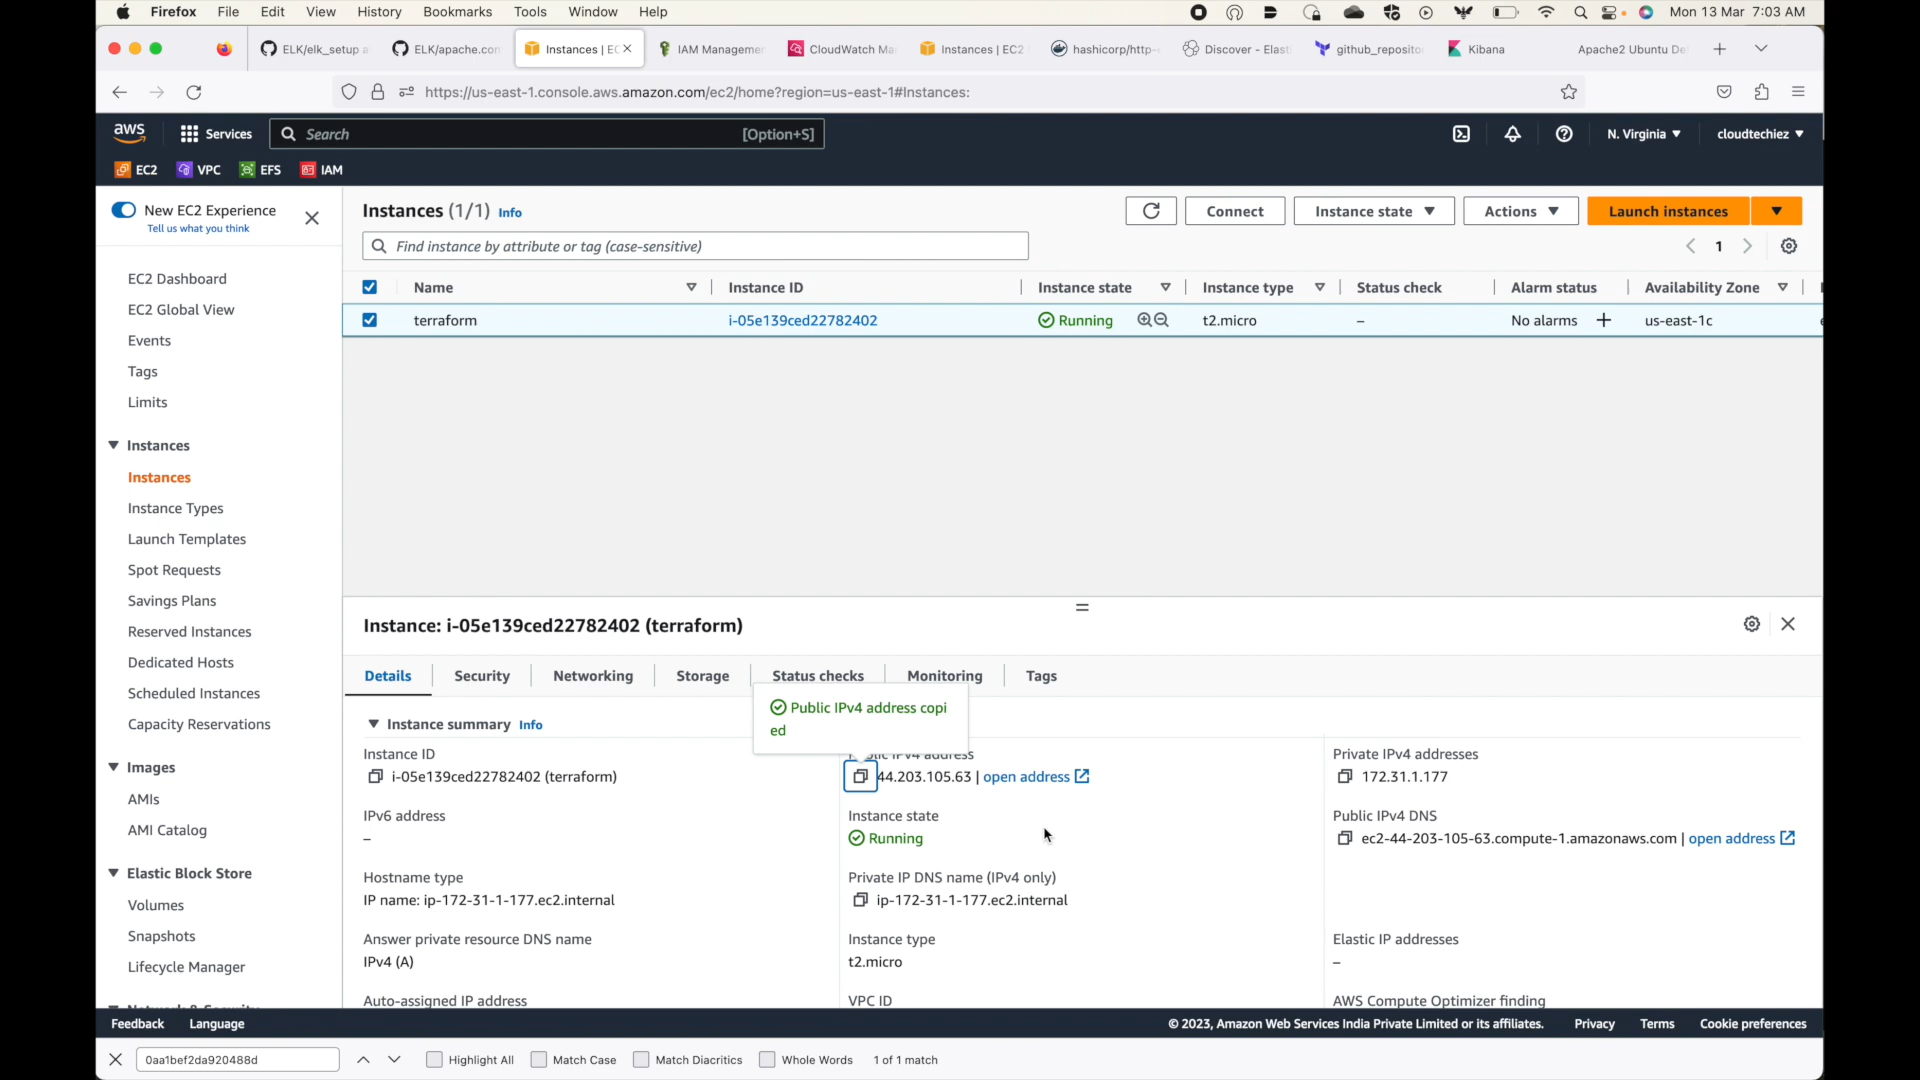 Firefox File Edit View History Bookmarks Tools Window Help Mon 13 Mar 7:03 AM
ELK/elk_setup ELK/apache.con Instances | EC IAM Managemen CloudWatch Ma Instances | EC2 hashicorp/http- Discover - Elast github_reposito Kibana Apache2 Ubuntu De
https://us-east-1.console.aws.amazon.com/ec2/home?region=us-east-1#Instances:
aws Services Search [Option+S] N. Virginia cloudtechiez
EC2 VPC EFS IAM
New EC2 Experience
Tell us what you think
EC2 Dashboard
EC2 Global View
Events
Tags
Limits
Instances
Instances
Instance Types
Launch Templates
Spot Requests
Savings Plans
Reserved Instances
Dedicated Hosts
Scheduled Instances
Capacity Reservations
Images
AMIs
AMI Catalog
Elastic Block Store
Volumes
Snapshots
Lifecycle Manager
Instances (1/1) Info Connect Instance state Actions Launch instances
Find instance by attribute or tag (case-sensitive) 1
Name Instance ID Instance state Instance type Status check Alarm status Availability Zone
terraform i-05e139ced22782402 Running t2.micro – No alarms + us-east-1c
Instance: i-05e139ced22782402 (terraform)
Details Security Networking Storage Status checks Monitoring Tags
Public IPv4 address copi
ed
Instance summary Info
Instance ID Public IPv4 address Private IPv4 addresses
i-05e139ced22782402 (terraform) 44.203.105.63 | open address 172.31.1.177
IPv6 address Instance state Public IPv4 DNS
– Running ec2-44-203-105-63.compute-1.amazonaws.com | open address
Hostname type Private IP DNS name (IPv4 only)
IP name: ip-172-31-1-177.ec2.internal ip-172-31-1-177.ec2.internal
Answer private resource DNS name Instance type Elastic IP addresses
IPv4 (A) t2.micro –
Auto-assigned IP address VPC ID AWS Compute Optimizer finding
Feedback Language © 2023, Amazon Web Services India Private Limited or its affiliates. Privacy Terms Cookie preferences
0aa1bef2da920488d Highlight All Match Case Match Diacritics Whole Words 1 of 1 match